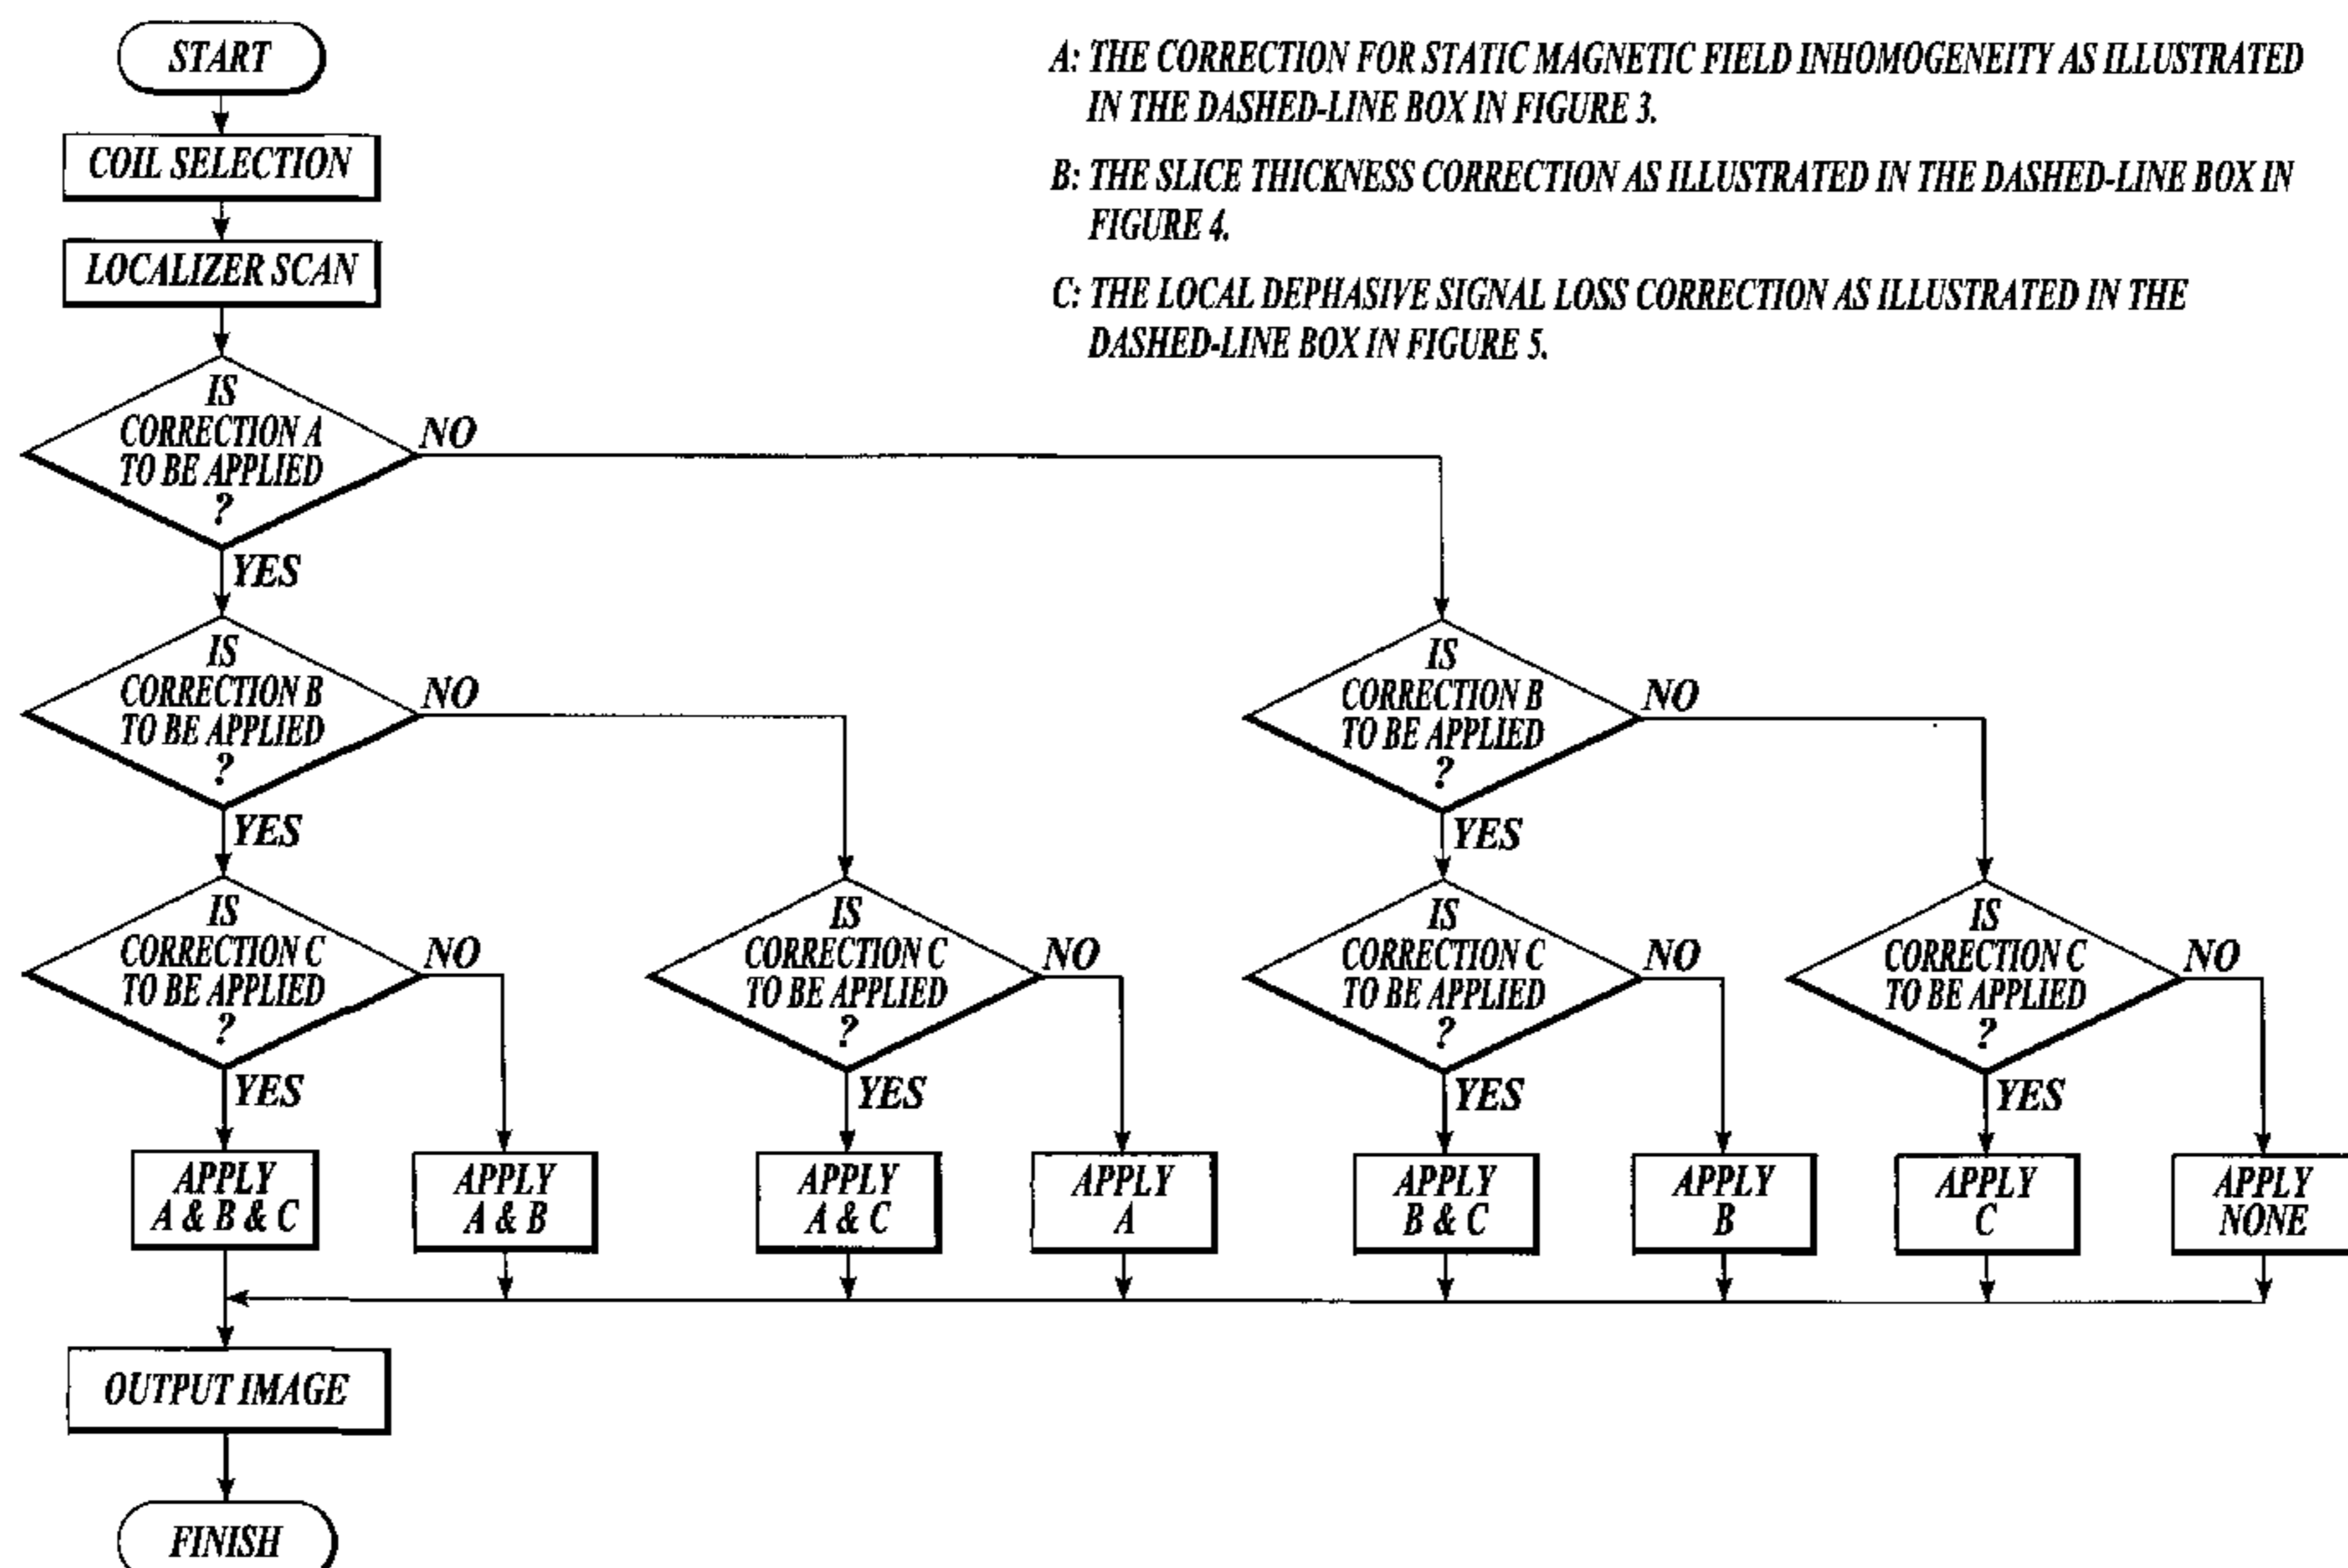 START
COIL SELECTION
LOCALIZER SCAN
A: THE CORRECTION FOR STATIC MAGNETIC FIELD INHOMOGENEITY AS ILLUSTRATED
IN THE DASHED-LINE BOX IN FIGURE 3.
B: THE SLICE THICKNESS CORRECTION AS ILLUSTRATED IN THE DASHED-LINE BOX IN
FIGURE 4.
C: THE LOCAL DEPHASIVE SIGNAL LOSS CORRECTION AS ILLUSTRATED IN THE
DASHED-LINE BOX IN FIGURE 5.
IS
CORRECTION A
TO BE APPLIED
?
NO
YES
IS
CORRECTION B
TO BE APPLIED
?
NO
YES
IS
CORRECTION B
TO BE APPLIED
?
NO
YES
IS
CORRECTION C
TO BE APPLIED
?
NO
YES
IS
CORRECTION C
TO BE APPLIED
?
NO
YES
IS
CORRECTION C
TO BE APPLIED
?
NO
YES
IS
CORRECTION C
TO BE APPLIED
?
NO
YES
APPLY
A & B & C
APPLY
A & B
APPLY
A & C
APPLY
A
APPLY
B & C
APPLY
B
APPLY
C
APPLY
NONE
OUTPUT IMAGE
FINISH